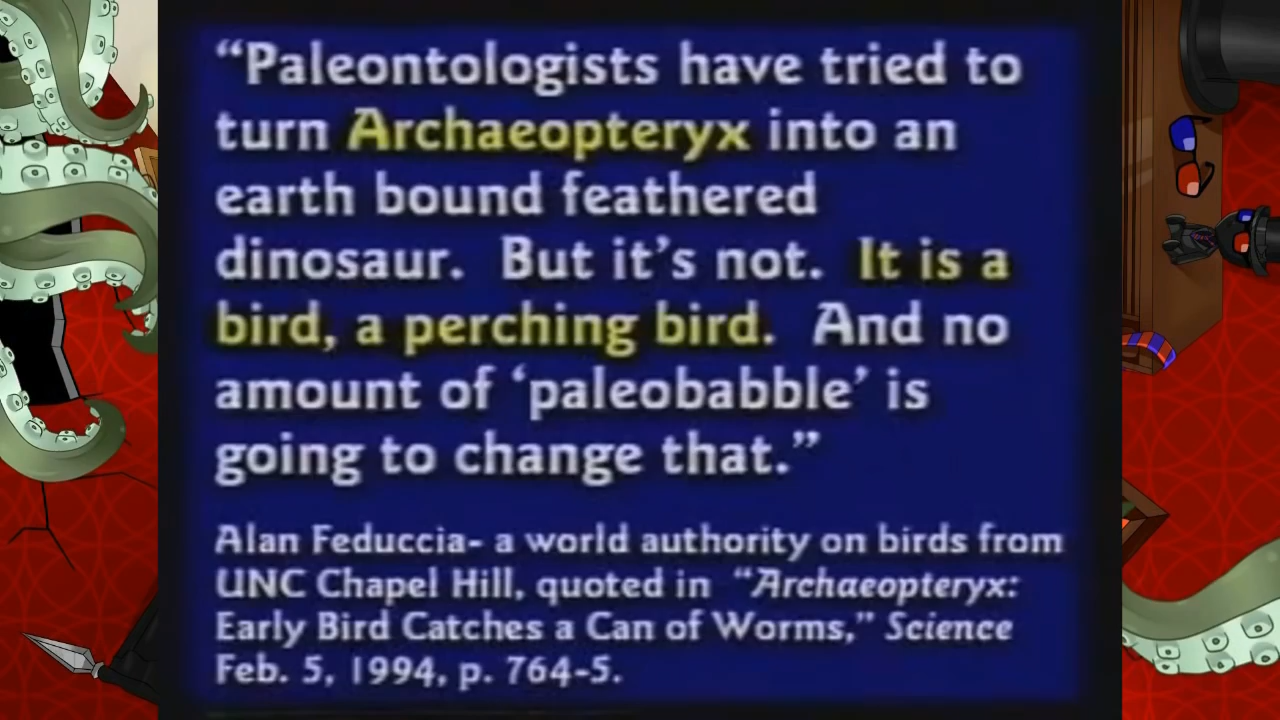 “Paleontologists have tried to
turn Archaeopteryx into an
earth bound feathered
dinosaur. But it’s not. It is a
bird, a perching bird. And no
amount of ‘paleobabble’ is
going to change that.”
Alan Feduccia- a world authority on birds from
UNC Chapel Hill, quoted in “Archaeopteryx:
Early Bird Catches a Can of Worms,” Science
Feb. 5, 1994, p. 764-5.